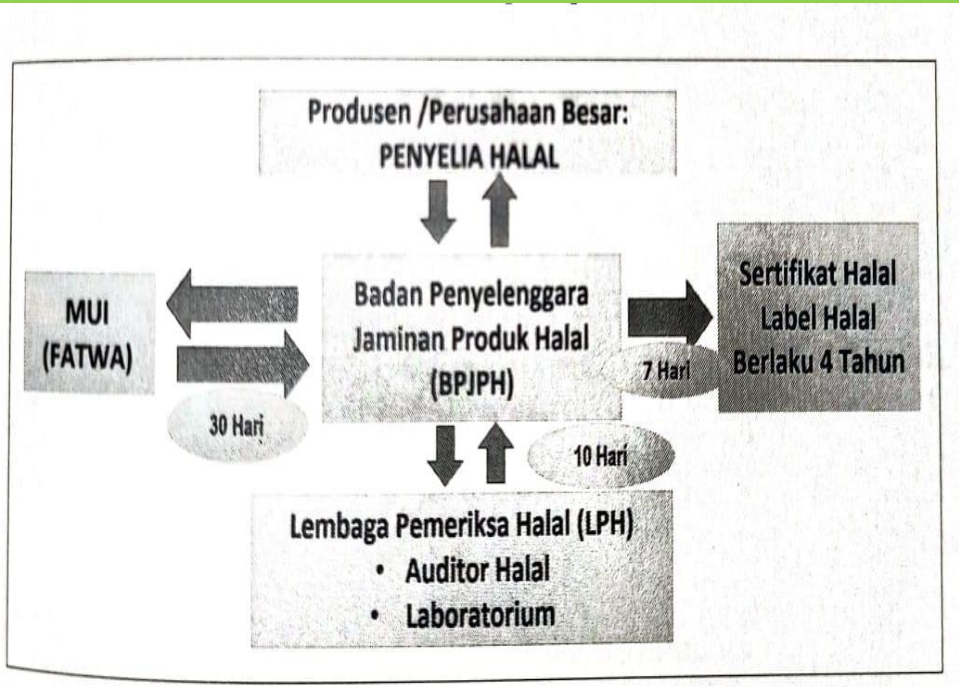 Produsen /Perusahaan Besar:
PENYELIA HALAL
MUI
(FATWA)
30 Hari
Badan Penyelenggara
Jaminan Produk Halal
(BPJPH)
7 Hari
Sertifikat Halal
Label Halal
Berlaku 4 Tahun
10 Hari
Lembaga Pemeriksa Halal (LPH)
• Auditor Halal
• Laboratorium